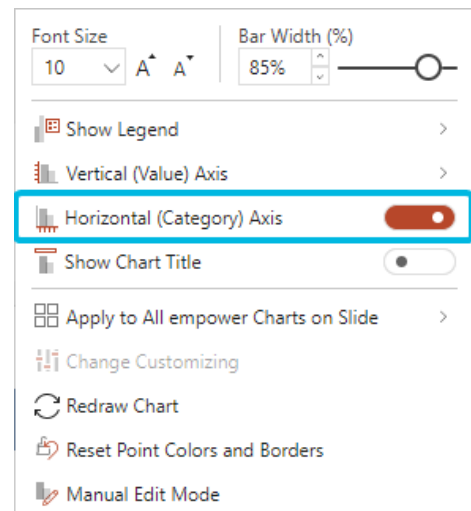 Font Size
Bar Width (%)
10
A A
85%
Show Legend
Vertical (Value) Axis
Horizontal (Category) Axis
Show Chart Title
Apply to All empower Charts on Slide
Change Customizing
Redraw Chart
Reset Point Colors and Borders
Manual Edit Mode